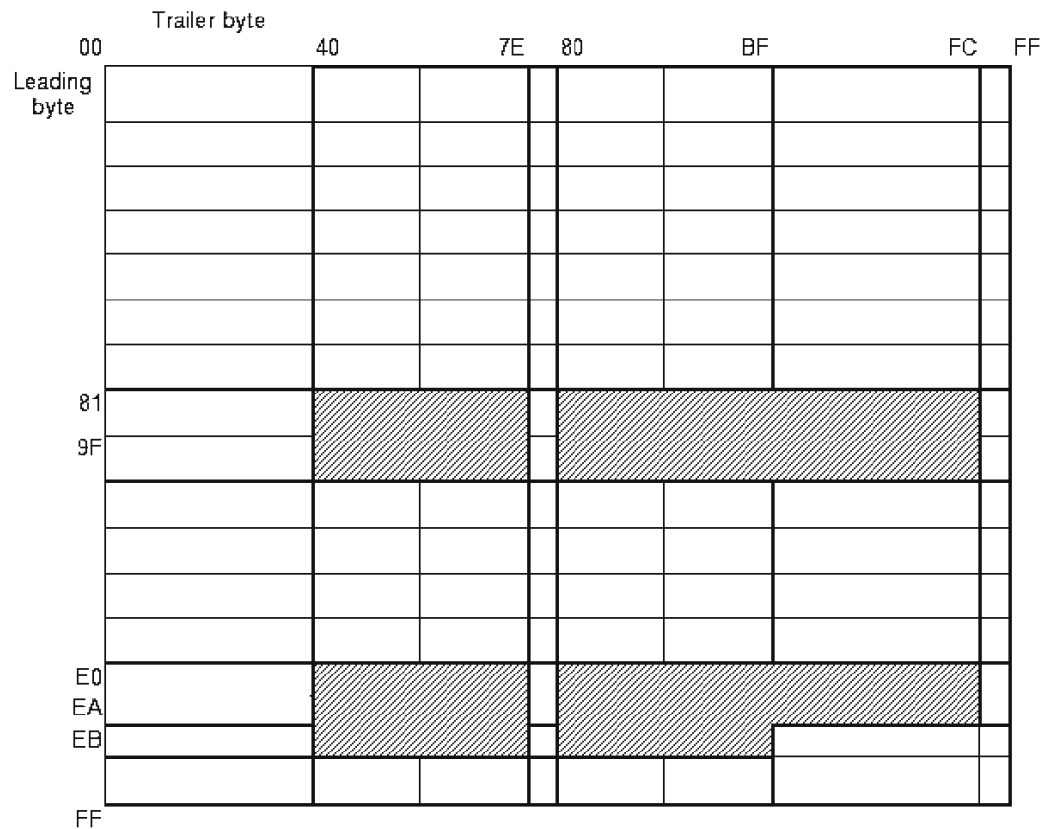 Trailer byte
00 40 7E 80 BF FC FF
Leading
byte
81
9F
E0
EA
EB
FF